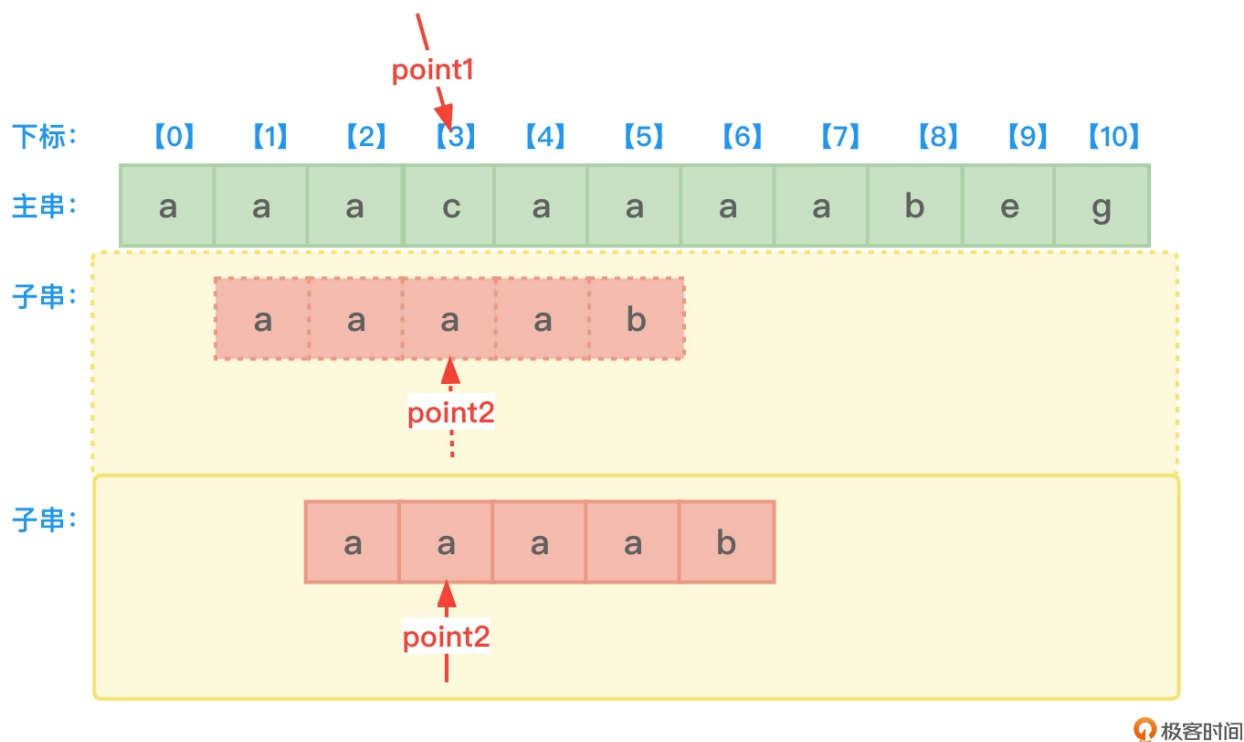 point1
下标: 【0】 【1】 【2】 【3】 【4】 【5】 【6】 【7】 【8】 【9】 【10】
主串: a a a c a a a a b e g
子串: a a a a b
point2
子串: a a a a b
point2
极客时间